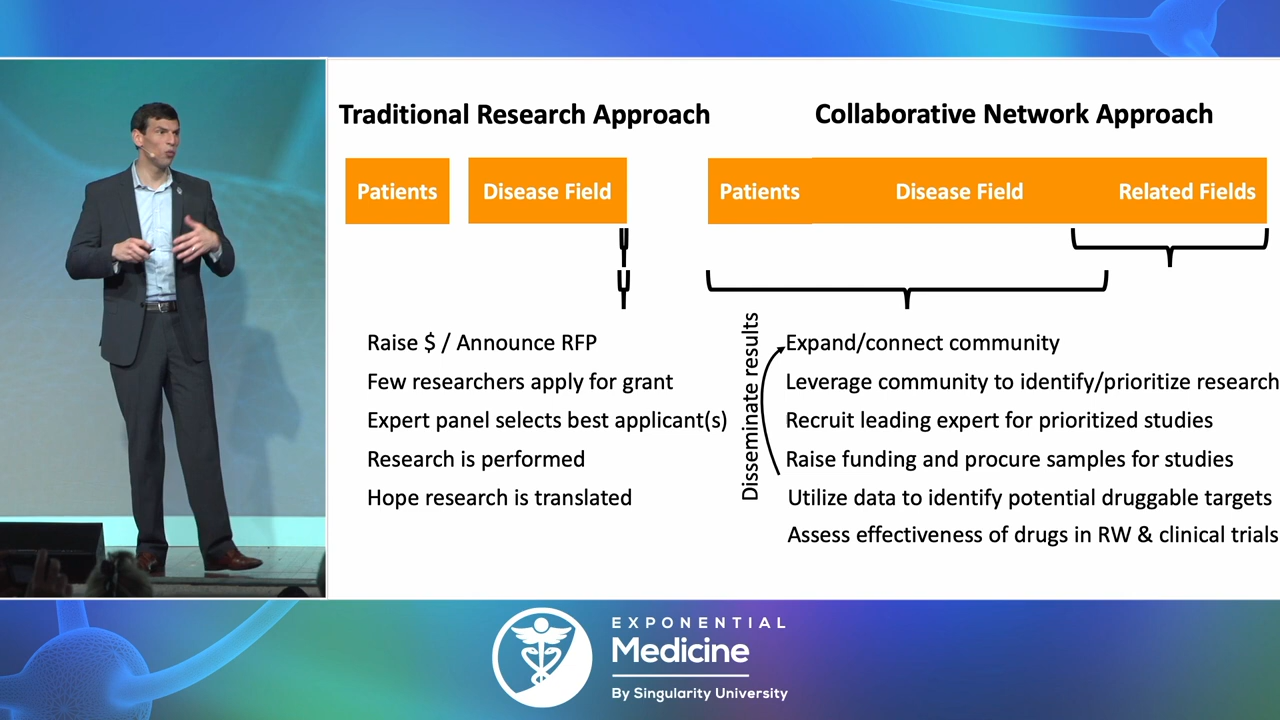 Traditional Research Approach
Patients
Disease Field
Raise $ / Announce RFP
Few researchers apply for grant
Expert panel selects best applicant(s)
Research is performed
Hope research is translated
Collaborative Network Approach
Patients
Disease Field
Related Fields
Disseminate results
Expand/connect community
Leverage community to identify/prioritize research
Recruit leading expert for prioritized studies
Raise funding and procure samples for studies
Utilize data to identify potential druggable targets
Assess effectiveness of drugs in RW & clinical trials
EXPONENTIAL
Medicine
By Singularity University